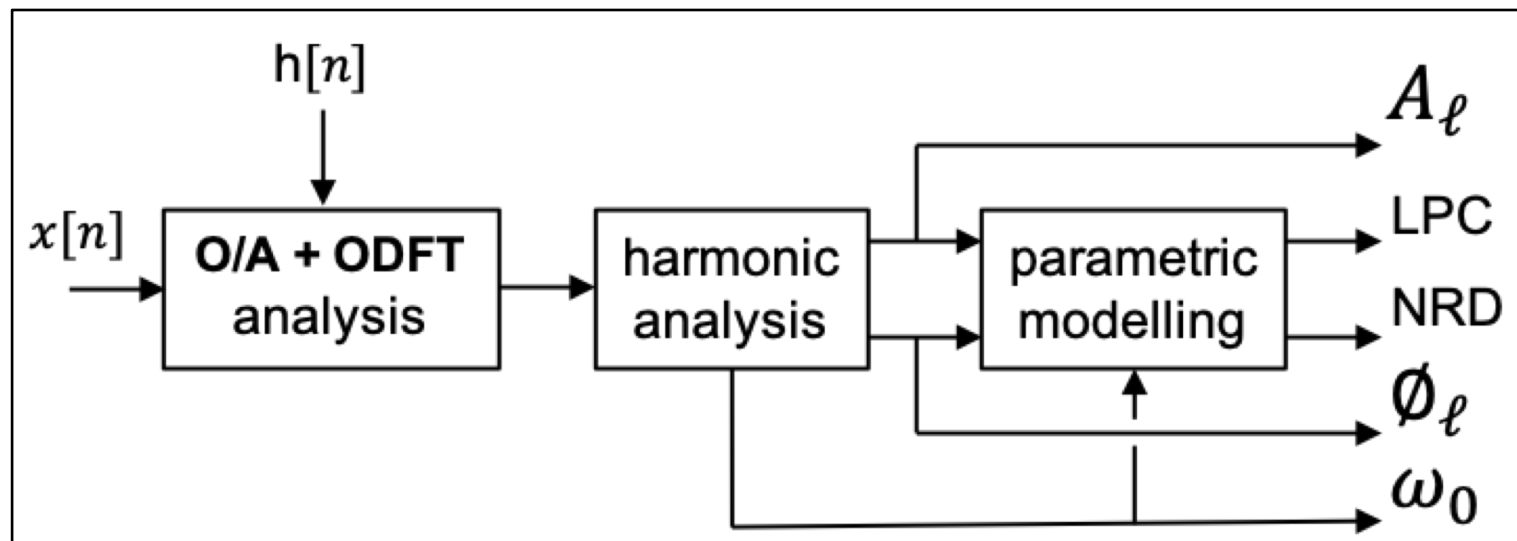 h[n]
x[n]
O/A + ODFT
analysis
harmonic
analysis
parametric
modelling
A_ℓ
LPC
NRD
∅_ℓ
ω_0